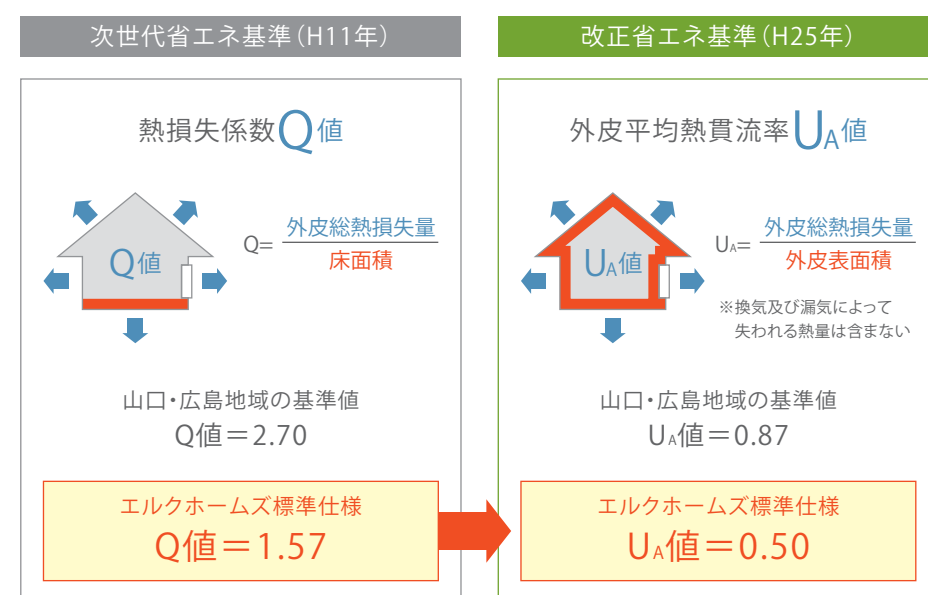 次世代省エネ基準（H11年）
熱損失係数Q値
Q値
Q=
外皮総熱損失量
床面積
山口・広島地域の基準値
Q値＝2.70
エルクホームズ標準仕様
Q値＝1.57
改正省エネ基準（H25年）
外皮平均熱貫流率UA値
UA値
UA=
外皮総熱損失量
外皮表面積
※換気及び漏気によって
失われる熱量は含まない
山口・広島地域の基準値
UA値＝0.87
エルクホームズ標準仕様
UA値＝0.50